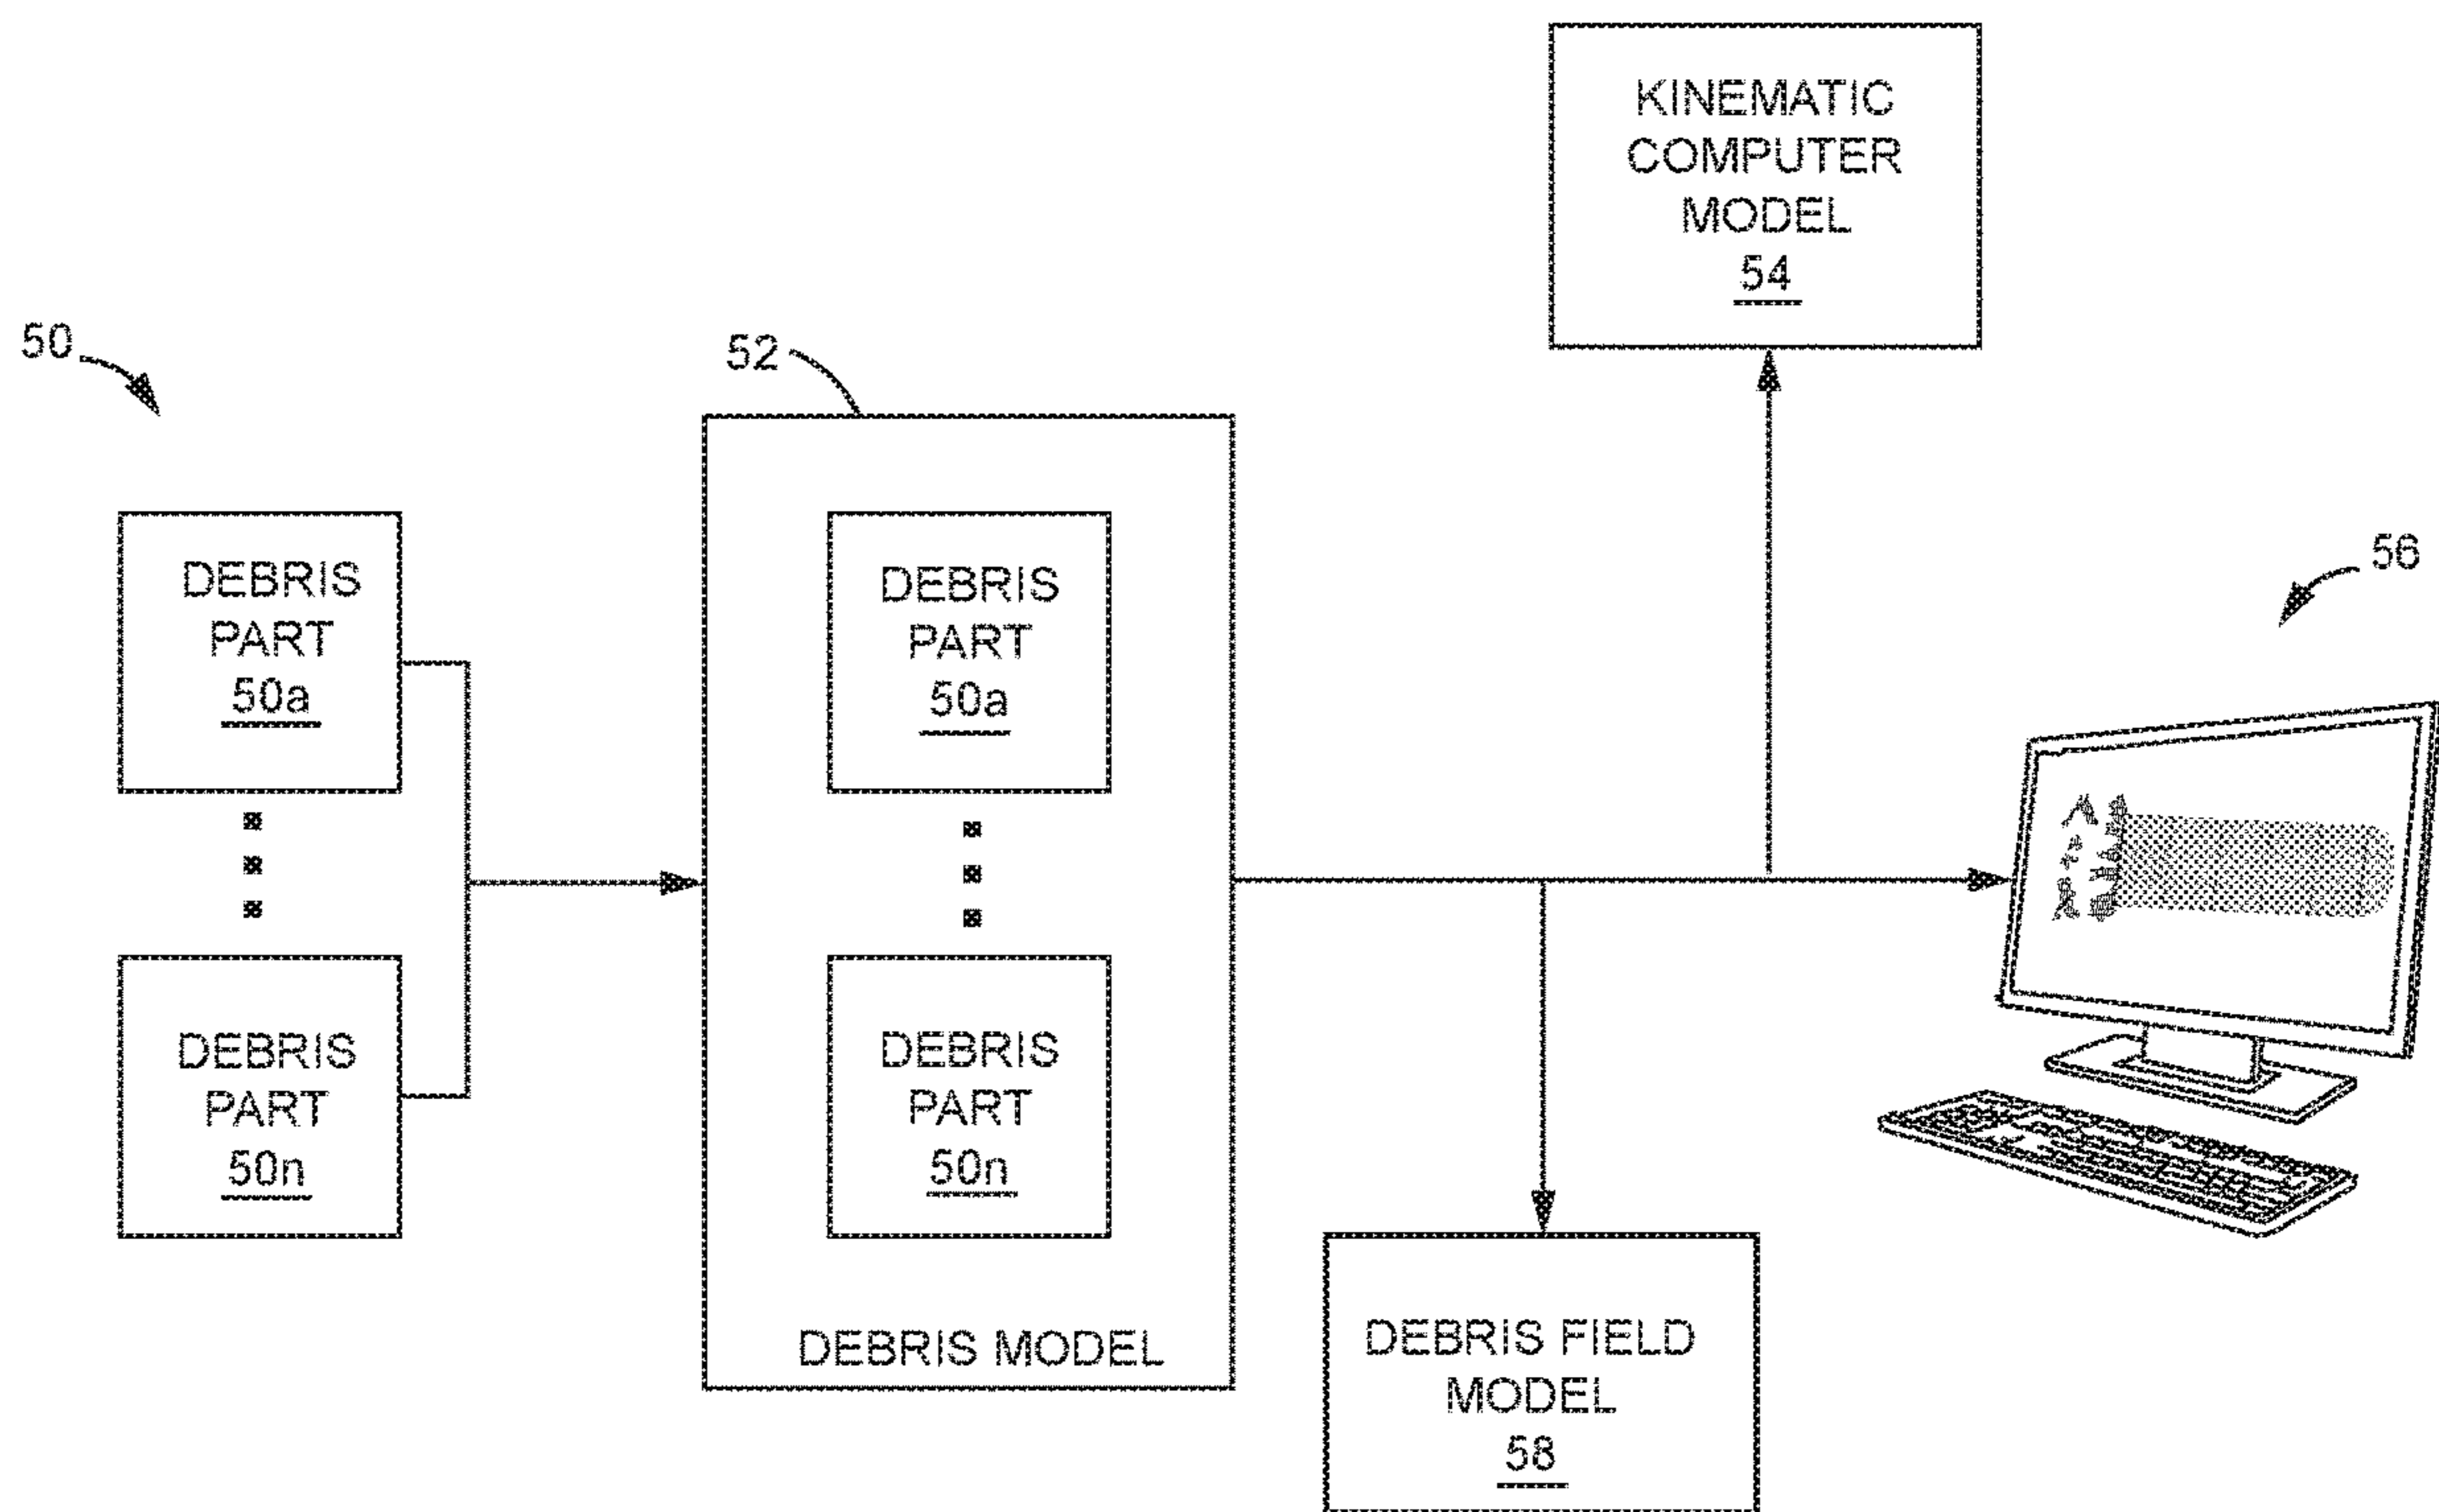 KINEMATIC
COMPUTER
MODEL
54
50
52
56
DEBRIS
PART
50a
DEBRIS
PART
50n
DEBRIS
PART
50a
DEBRIS
PART
50n
DEBRIS MODEL
DEBRIS FIELD
MODEL
58